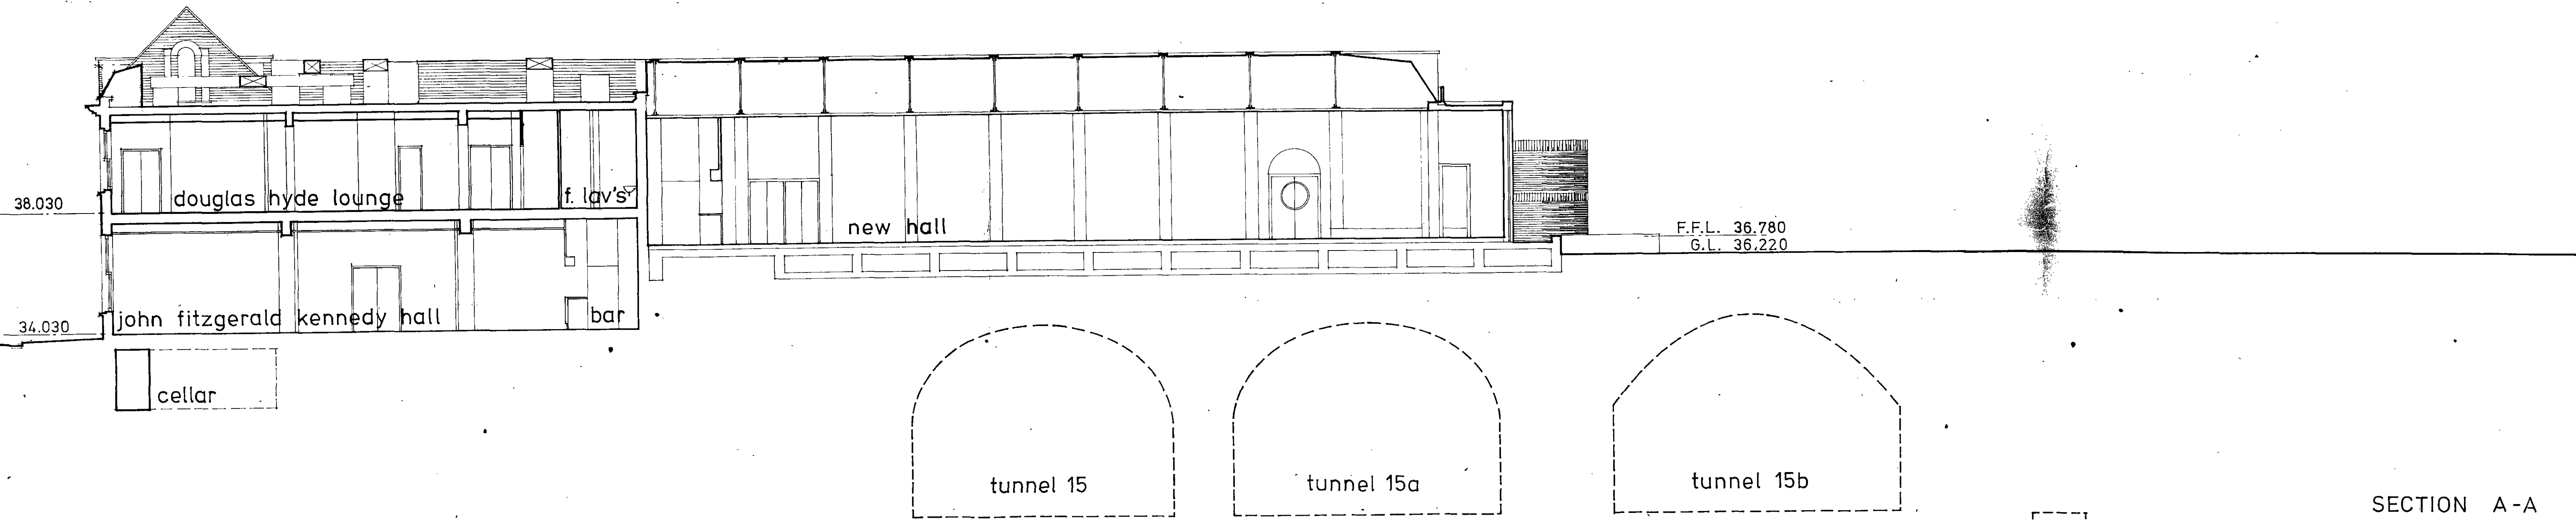 38.030
douglas hyde lounge
f. lav's
new hall
F.F.L. 36.780
G.L. 36.220
34.030
john fitzgerald kennedy hall
bar
cellar
tunnel 15
tunnel 15a
tunnel 15b
SECTION A-A